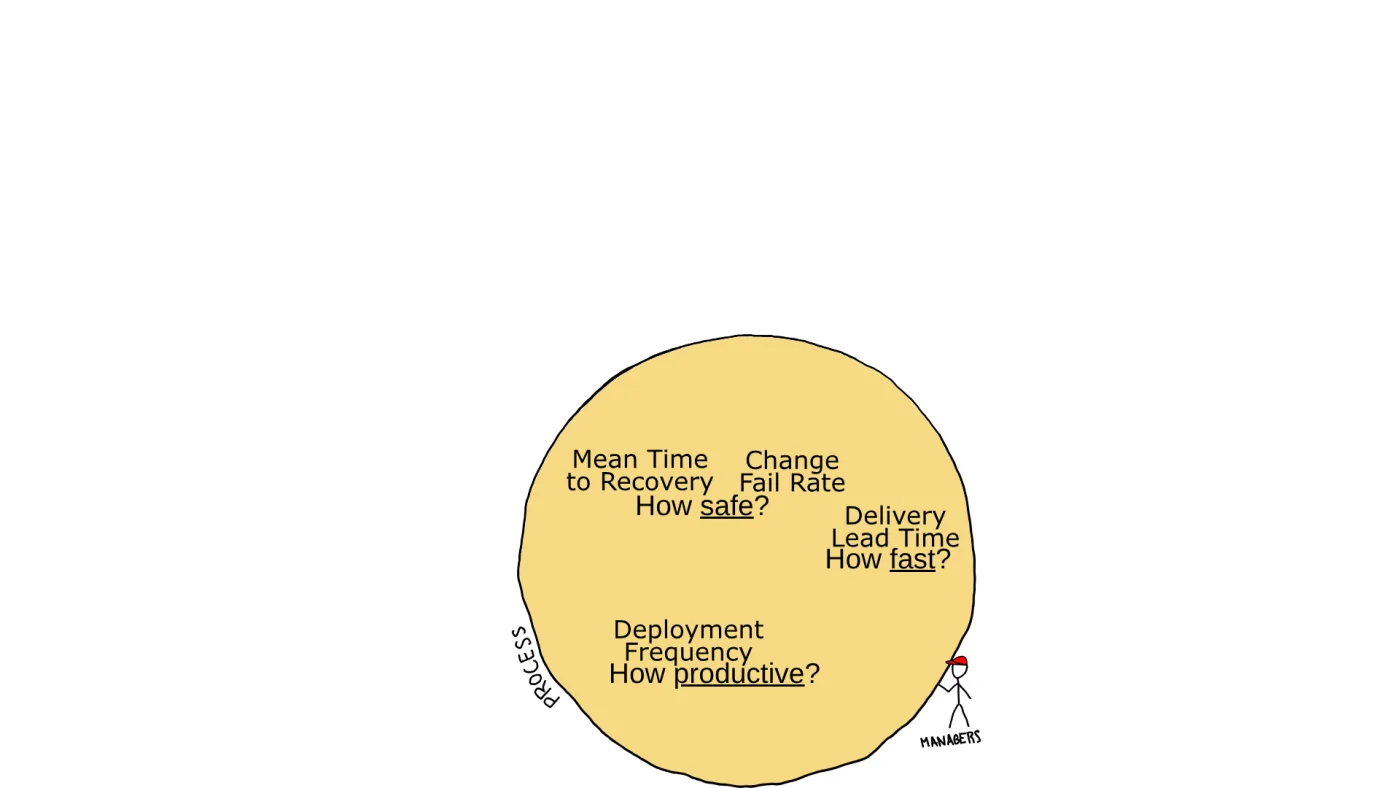 Mean Time
to Recovery
Change
Fail Rate
How safe?
Delivery
Lead Time
How fast?
Deployment
Frequency
How productive?
PROCESS
MANAGERS